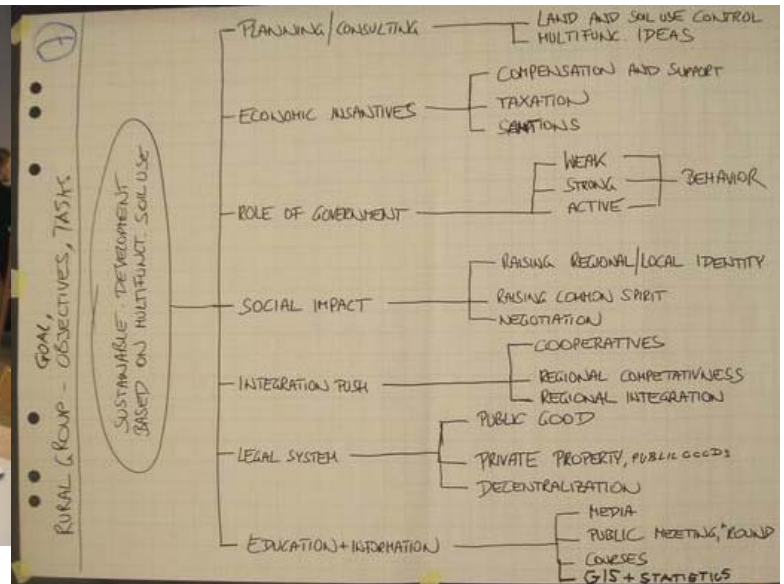 7
GOAL,
RURAL GROUP - OBJECTIVES, TASKS
SUSTAINABLE DEVELOPMENT
BASED ON MULTIFUNCT. SOIL USE
PLANNING/CONSULTING
LAND AND SOIL USE CONTROL
MULTIFUNC. IDEAS
ECONOMIC INSANTIVES
COMPENSATION AND SUPPORT
TAXATION
SANTIONS
ROLE OF GOVERNMENT
WEAK
STRONG
ACTIVE
BEHAVIOR
SOCIAL IMPACT
RAISING REGIONAL/LOCAL IDENTITY
RAISING COMMON SPIRIT
NEGOTIATION
INTEGRATION PUSH
COOPERATIVES
REGIONAL COMPETATIVNESS
REGIONAL INTEGRATION
LEGAL SYSTEM
PUBLIC GOOD
PRIVATE PROPERTY, PUBLIC GOODS
DECENTRALIZATION
EDUCATION + INFORMATION
MEDIA
PUBLIC MEETING, "ROUND
COURSES
GIS + STATISTICS